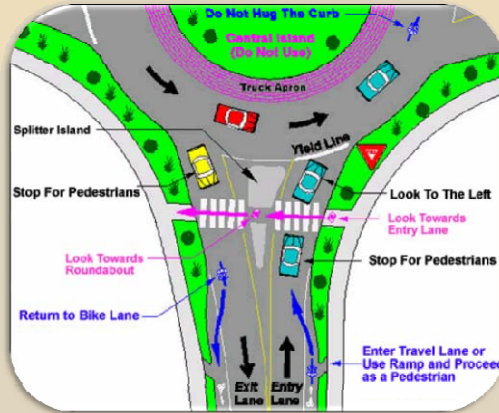 Do Not Hug The Curb
Central Island
(Do Not Use)
Truck Apron
Splitter Island
Yield Line
Stop For Pedestrians
Look To The Left
Look Towards
Entry Lane
Look Towards
Roundabout
Stop For Pedestrians
Return to Bike Lane
Enter Travel Lane or
Use Ramp and Proceed
as a Pedestrian
Exit
Lane
Entry
Lane